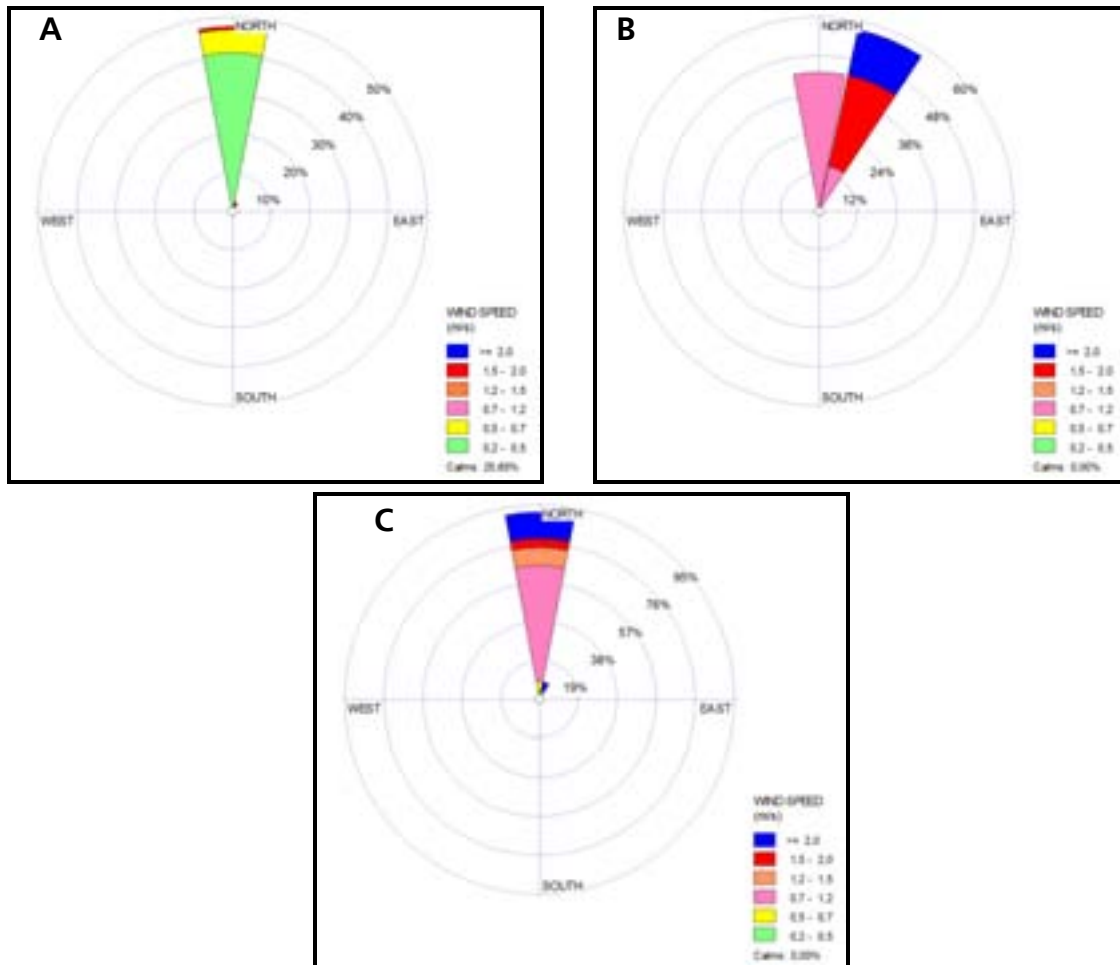 A
NORTH
50%
40%
30%
20%
10%
WEST
EAST
SOUTH
WIND SPEED
(m/s)
>= 2.0
1.5 - 2.0
1.2 - 1.5
0.7 - 1.2
0.5 - 0.7
0.2 - 0.5
Calms:
B
NORTH
60%
48%
36%
24%
12%
WEST
EAST
SOUTH
WIND SPEED
(m/s)
>= 2.0
1.5 - 2.0
1.2 - 1.5
0.7 - 1.2
0.5 - 0.7
0.2 - 0.5
Calms: 0.00%
C
NORTH
95%
76%
57%
38%
19%
WEST
EAST
SOUTH
WIND SPEED
(m/s)
>= 2.0
1.5 - 2.0
1.2 - 1.5
0.7 - 1.2
0.5 - 0.7
0.2 - 0.5
Calms: 0.00%